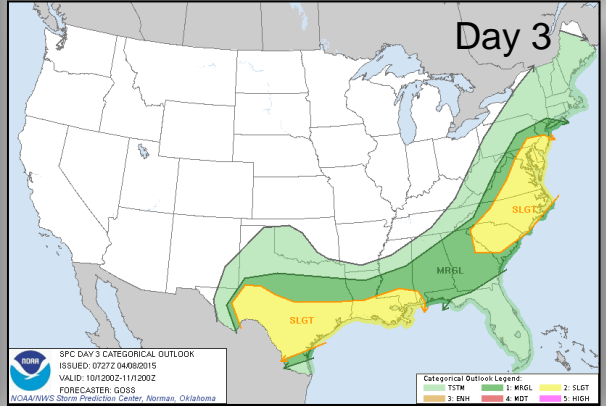 Day 3
SLGT
MRGL
SLGT
NOAA
SPC DAY 3 CATEGORICAL OUTLOOK
ISSUED: 0727Z 04/08/2015
VALID: 10/1200Z-11/1200Z
FORECASTER: GOSS
NOAA/NWS Storm Prediction Center, Norman, Oklahoma
Categorical Outlook Legend:
TSTM 1: MRGL 2: SLGT
3: ENH 4: MDT 5: HIGH